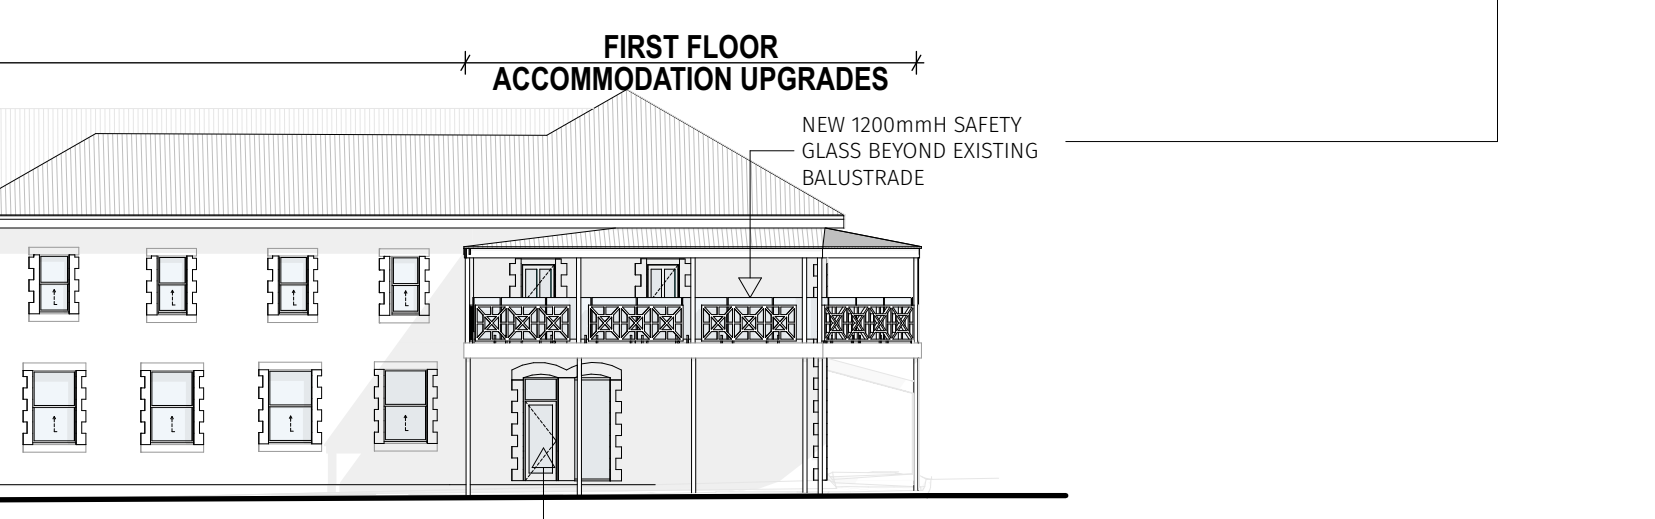 FIRST FLOOR
ACCOMMODATION UPGRADES
NEW 1200mmH SAFETY
GLASS BEYOND EXISTING
BALUSTRADE